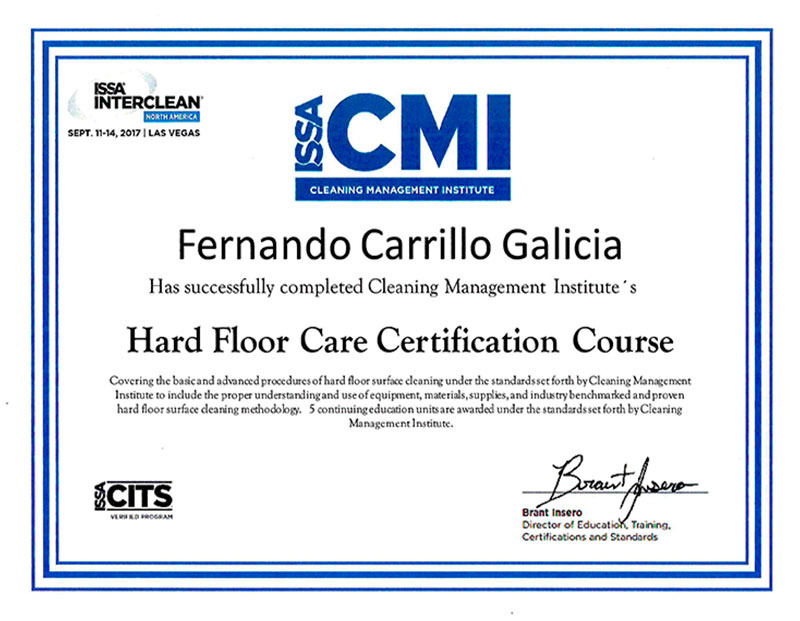 ISSA
INTERCLEAN®
NORTH AMERICA
SEPT. 11-14, 2017 | LAS VEGAS
ISSA CMI
CLEANING MANAGEMENT INSTITUTE
Fernando Carrillo Galicia
Has successfully completed Cleaning Management Institute´s
Hard Floor Care Certification Course
Covering the basic and advanced procedures of hard floor surface cleaning under the standards set forth by Cleaning Management
Institute to include the proper understanding and use of equipment, materials, supplies, and industry benchmarked and proven
hard floor surface cleaning methodology. 5 continuing education units are awarded under the standards set forth by Cleaning
Management Institute.
ISSA CITS
VERIFIED PROGRAM
Brant Insero
Brant Insero
Director of Education, Training,
Certifications and Standards